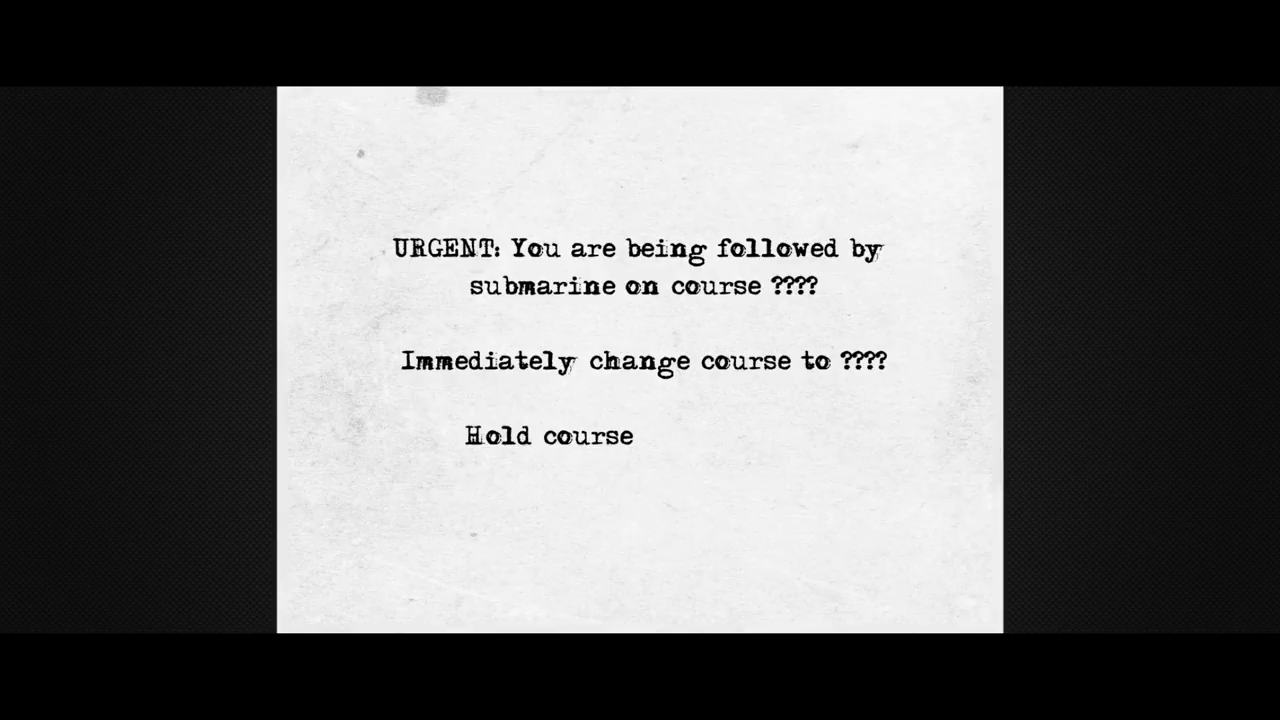 URGENT: You are being followed by
submarine on course ????
Immediately change course to ????
Hold course